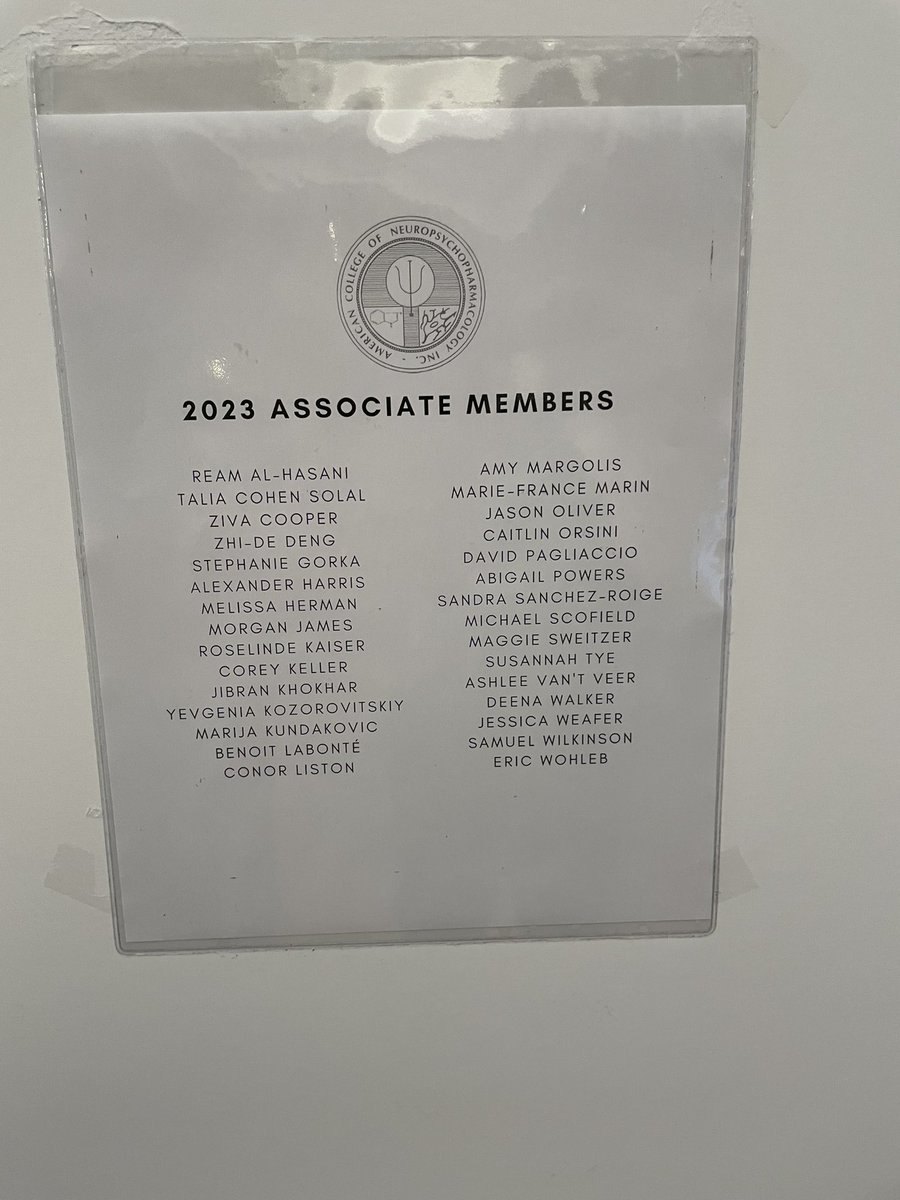 AMERICAN COLLEGE OF NEUROPSYCHOPHARMACOLOGY INC. -
2023 ASSOCIATE MEMBERS
REAM AL-HASANI
TALIA COHEN SOLAL
ZIVA COOPER
ZHI-DE DENG
STEPHANIE GORKA
ALEXANDER HARRIS
MELISSA HERMAN
MORGAN JAMES
ROSELINDE KAISER
COREY KELLER
JIBRAN KHOKHAR
YEVGENIA KOZOROVITSKIY
MARIJA KUNDAKOVIC
BENOIT LABONTÉ
CONOR LISTON
AMY MARGOLIS
MARIE-FRANCE MARIN
JASON OLIVER
CAITLIN ORSINI
DAVID PAGLIACCIO
ABIGAIL POWERS
SANDRA SANCHEZ-ROIGE
MICHAEL SCOFIELD
MAGGIE SWEITZER
SUSANNAH TYE
ASHLEE VAN'T VEER
DEENA WALKER
JESSICA WEAFER
SAMUEL WILKINSON
ERIC WOHLEB